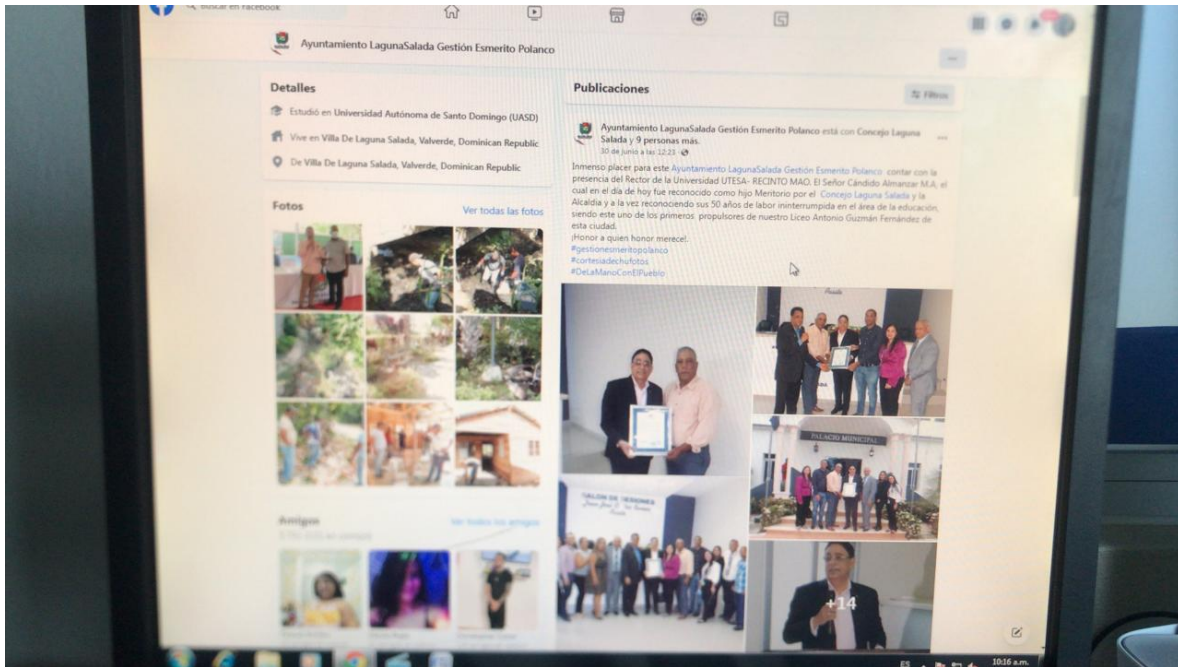 Buscar en Facebook
Ayuntamiento LagunaSalada Gestión Esmerito Polanco
Detalles
Estudió en Universidad Autónoma de Santo Domingo (UASD)
Vive en Villa De Laguna Salada, Valverde, Dominican Republic
De Villa De Laguna Salada, Valverde, Dominican Republic
Fotos
Ver todas las fotos
Amigos
Ver todos los amigos
Publicaciones
Filtros
Ayuntamiento LagunaSalada Gestión Esmerito Polanco está con Concejo Laguna
Salada y 9 personas más.
30 de junio a las 12:23
Inmenso placer para este Ayuntamiento LagunaSalada Gestión Esmerito Polanco contar con la
presencia del Rector de la Universidad UTESA- RECINTO MAO. El Señor Cándido Almanzar M.A, el
cual en el día de hoy fue reconocido como hijo Mentorio por el Concejo Laguna Salada y la
Alcaldía y a la vez reconociendo sus 50 años de labor ininterrumpida en el área de la educación,
siendo este uno de los primeros propulsores de nuestro Liceo Antonio Guzmán Fernández de
esta ciudad.
¡Honor a quien honor merece!.
#gestionesmeritopolanco
#cortesiadechufotos
#DeLaManoConElPueblo
PALACIO MUNICIPAL
SALON DE SESIONES
+14
ES
10:16 a.m.